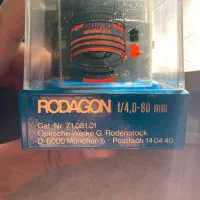 RODAGON f/4,0-80 mm
Cat. Nr. 71.081.01
Optische Werke G. Rodenstock
D-8000 München 5 · Postfach 14 04 40